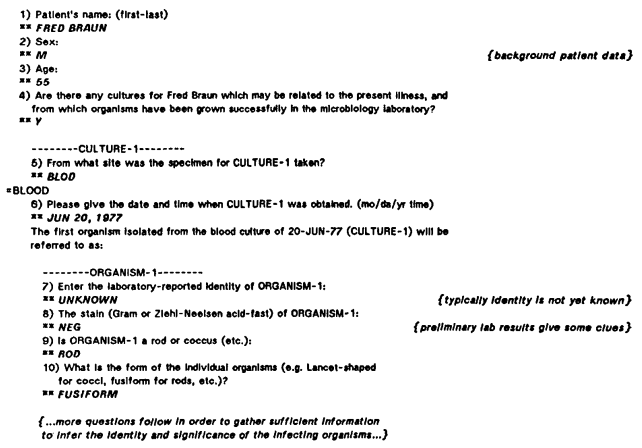 1) Patient's name: (first-last)
** FRED BRAUN
2) Sex:
** M {background patient data}
3) Age:
** 55
4) Are there any cultures for Fred Braun which may be related to the present illness, and
from which organisms have been grown successfully in the microbiology laboratory?
** Y
--------CULTURE-1--------
5) From what site was the specimen for CULTURE-1 taken?
** BLOD
=BLOOD
6) Please give the date and time when CULTURE-1 was obtained. (mo/da/yr time)
** JUN 20, 1977
The first organism isolated from the blood culture of 20-JUN-77 (CULTURE-1) will be
referred to as:
--------ORGANISM-1--------
7) Enter the laboratory-reported identity of ORGANISM-1:
** UNKNOWN {typically identity is not yet known}
8) The stain (Gram or Ziehl-Neelsen acid-fast) of ORGANISM-1:
** NEG {preliminary lab results give some clues}
9) Is ORGANISM-1 a rod or coccus (etc.):
** ROD
10) What is the form of the individual organisms (e.g. Lancet-shaped
for cocci, fusiform for rods, etc.)?
** FUSIFORM
{...more questions follow in order to gather sufficient information
to infer the identity and significance of the infecting organisms...}